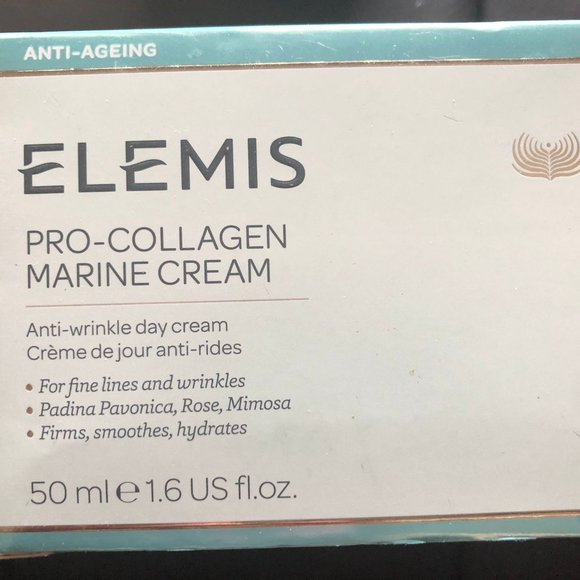 ANTI-AGEING
ELEMIS
PRO-COLLAGEN
MARINE CREAM
Anti-wrinkle day cream
Crème de jour anti-rides
• For fine lines and wrinkles
• Padina Pavonica, Rose, Mimosa
• Firms, smoothes, hydrates
50 ml ℮ 1.6 US fl.oz.